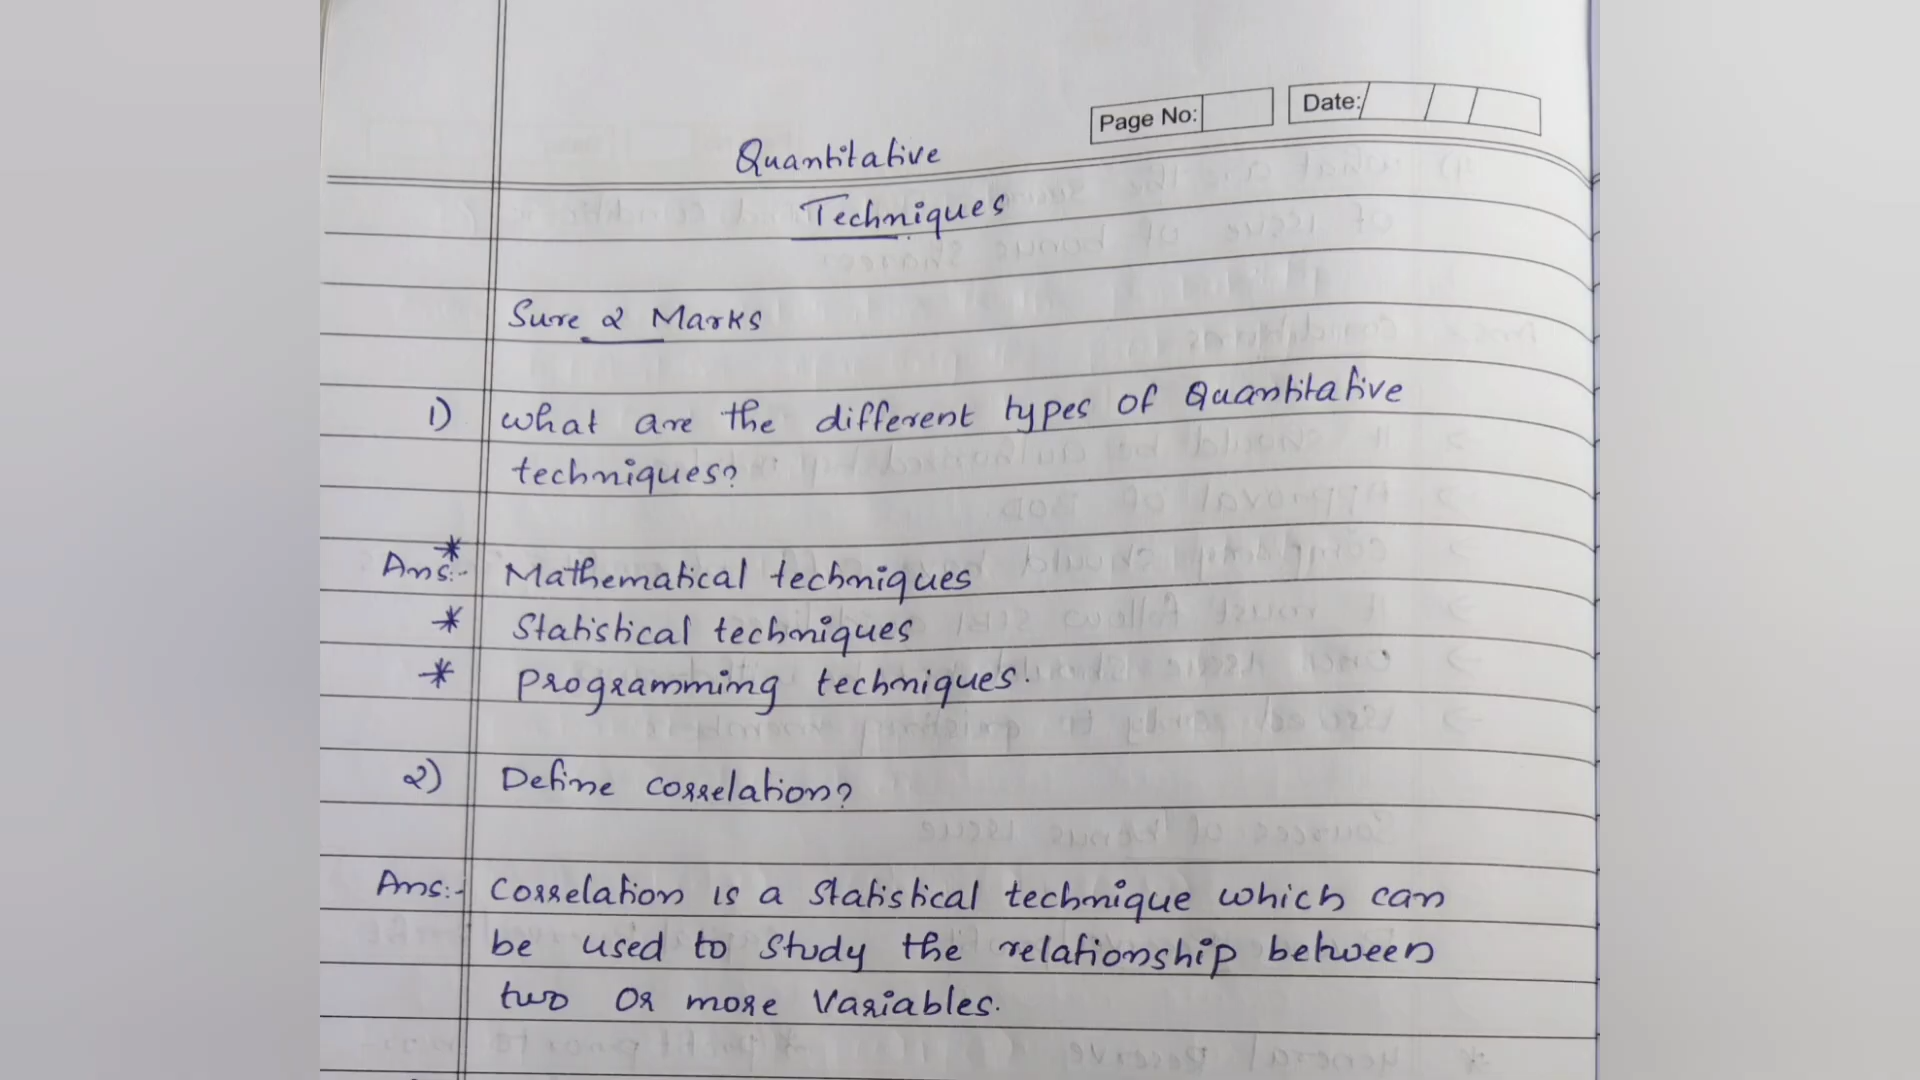 Page No: Date:
Quantitative
Techniques
Sure 2 Marks
1) What are the different types of Quantitative
techniques?
Ans:- * Mathematical techniques
* Statistical techniques
* Programming techniques.
2) Define correlation?
Ans:- Correlation is a Statistical technique which can
be used to Study the relationship between
two Or more Variables.